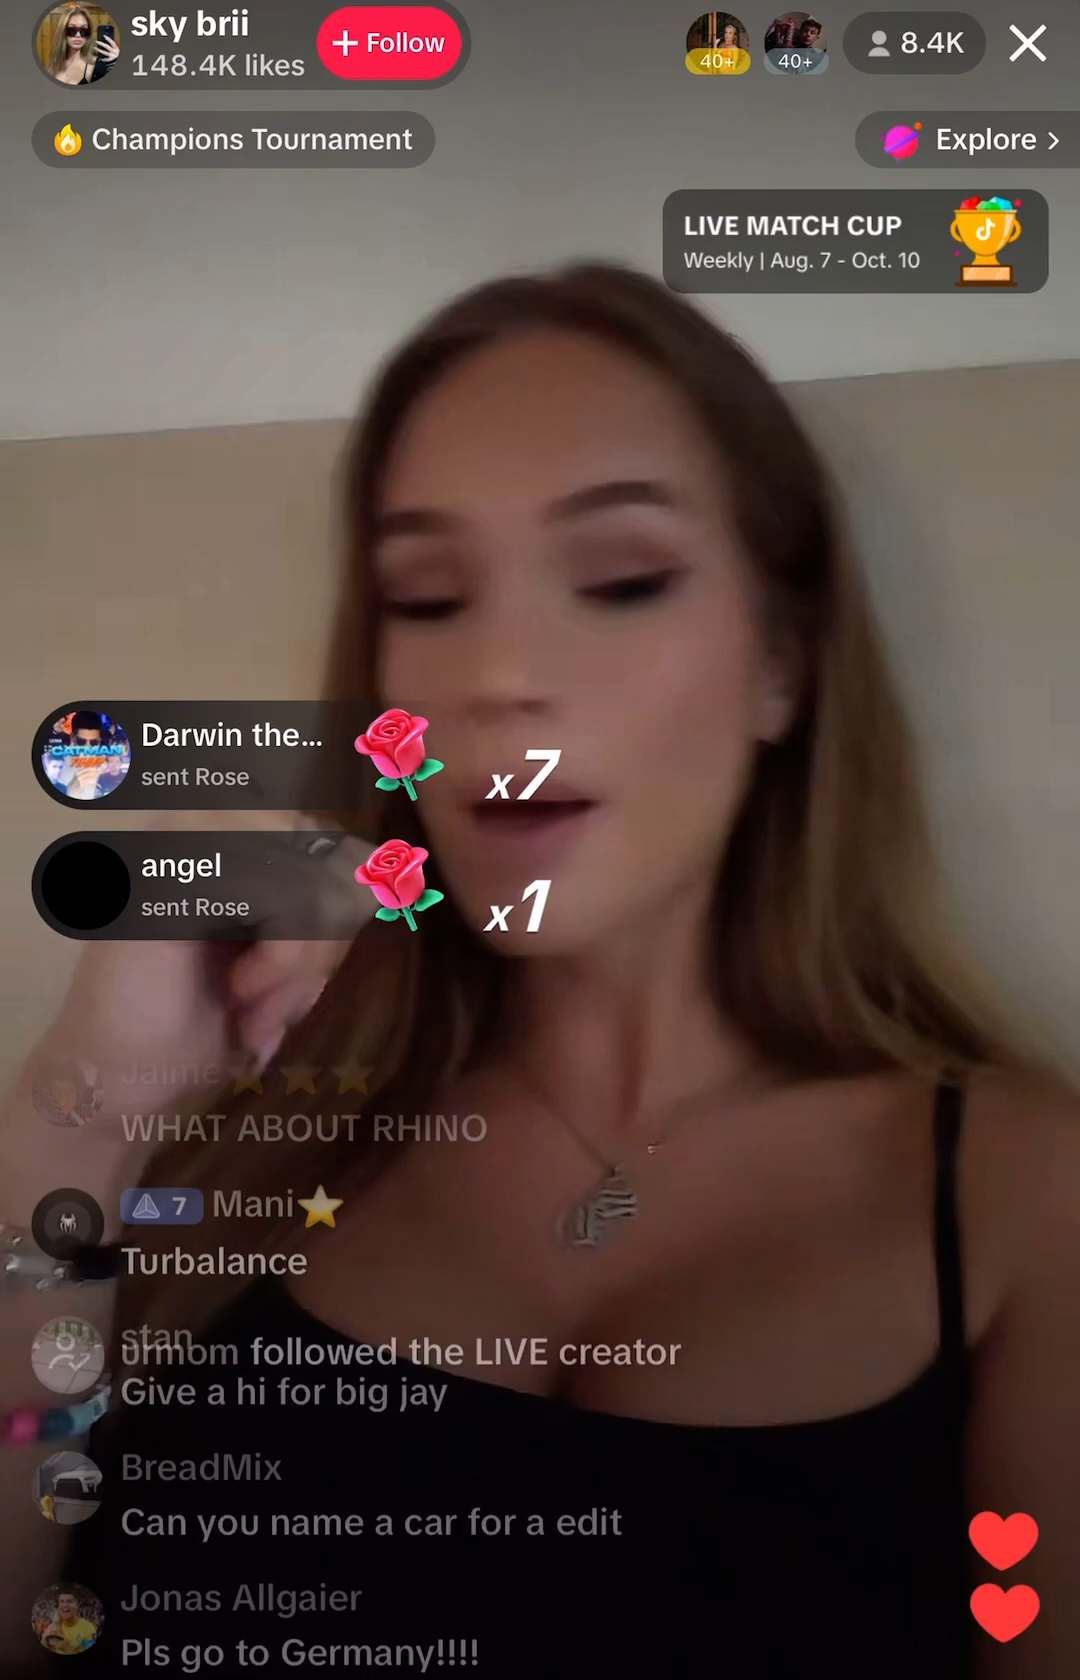 sky brii
148.4K likes
+ Follow
40+
40+
8.4K
Champions Tournament
Explore >
LIVE MATCH CUP
Weekly | Aug. 7 - Oct. 10
Darwin the...
sent Rose
x7
angel
sent Rose
x1
CATMAN
Jaime
WHAT ABOUT RHINO
7 Mani
Turbalance
stan
urmom followed the LIVE creator
Give a hi for big jay
BreadMix
Can you name a car for a edit
Jonas Allgaier
Pls go to Germany!!!!